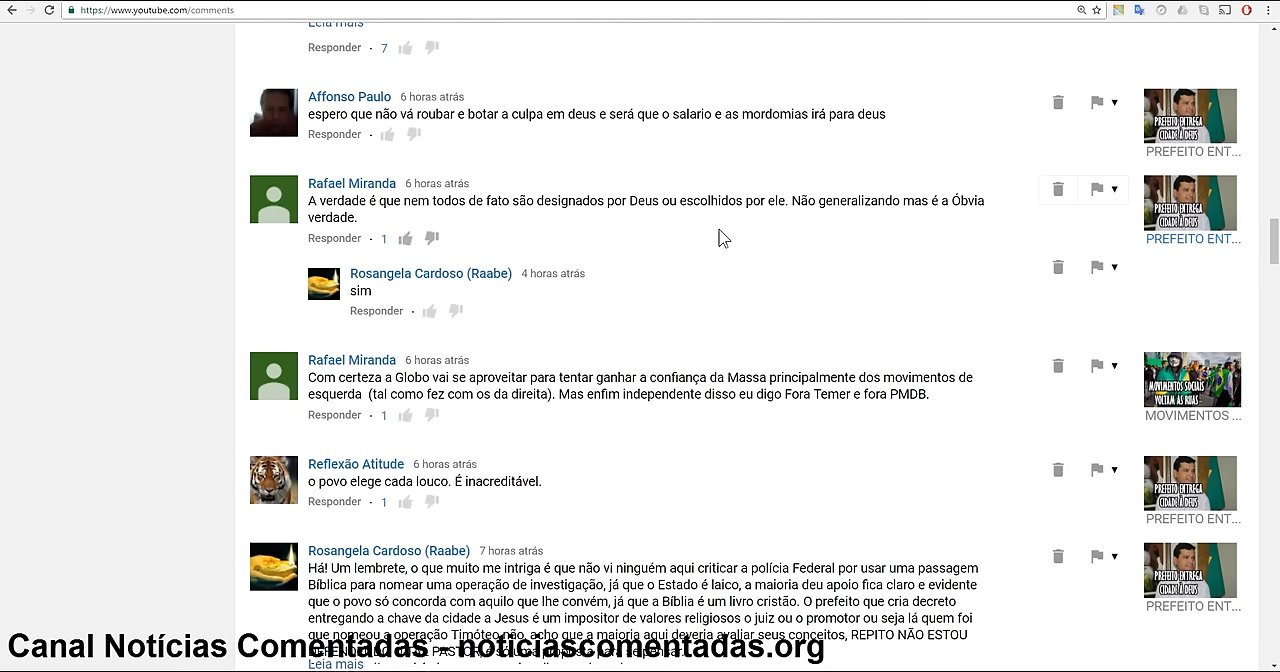 https://www.youtube.com/comments
Leia mais
Responder · 7
Affonso Paulo 6 horas atrás
espero que não vá roubar e botar a culpa em deus e será que o salario e as mordomias irá para deus
Responder ·
PREFEITO ENTREGA
CIDADE À DEUS
PREFEITO ENT...
Rafael Miranda 6 horas atrás
A verdade é que nem todos de fato são designados por Deus ou escolhidos por ele. Não generalizando mas é a Óbvia
verdade.
Responder · 1
PREFEITO ENTREGA
CIDADE À DEUS
PREFEITO ENT...
Rosangela Cardoso (Raabe) 4 horas atrás
sim
Responder ·
Rafael Miranda 6 horas atrás
Com certeza a Globo vai se aproveitar para tentar ganhar a confiança da Massa principalmente dos movimentos de
esquerda (tal como fez com os da direita). Mas enfim independente disso eu digo Fora Temer e fora PMDB.
Responder · 1
MOVIMENTOS SOCIAIS
VOLTAM ÀS RUAS
MOVIMENTOS ...
Reflexão Atitude 6 horas atrás
o povo elege cada louco. É inacreditável.
Responder · 1
PREFEITO ENTREGA
CIDADE À DEUS
PREFEITO ENT...
Rosangela Cardoso (Raabe) 7 horas atrás
Há! Um lembrete, o que muito me intriga é que não vi ninguém aqui criticar a polícia Federal por usar uma passagem
Bíblica para nomear uma operação de investigação, já que o Estado é laico, a maioria deu apoio fica claro e evidente
que o povo só concorda com aquilo que lhe convém, já que a Bíblia é um livro cristão. O prefeito que cria decreto
entregando a chave da cidade a Jesus e um impositor de valores religiosos o juiz ou o promotor ou seja lá quem foi
que nomeou a operação Timóteo não, acho que a maioria aqui deveria avaliar seus conceitos, REPITO NÃO ESTOU
PREFEITO ENTREGA
CIDADE À DEUS
PREFEITO ENT...
Leia mais
Canal Notícias Comentadas - noticiascomentadas.org